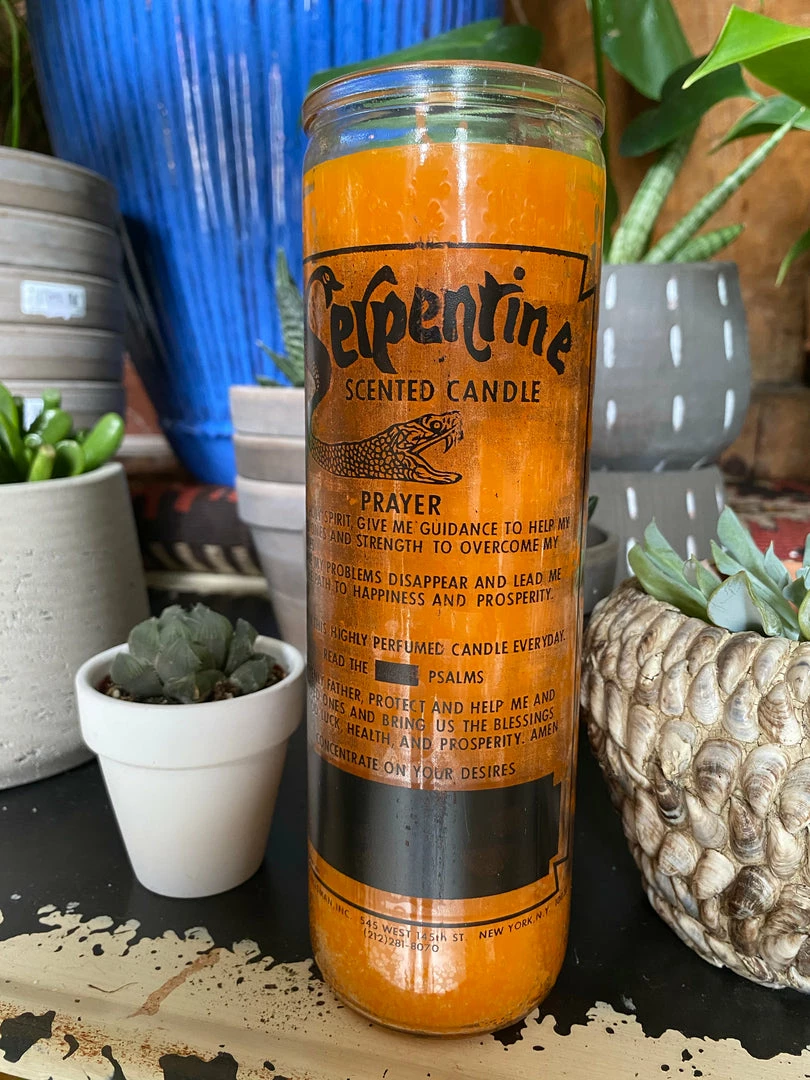 Serpentine
SCENTED CANDLE
PRAYER
SPIRIT, GIVE ME GUIDANCE TO HELP MY
AND STRENGTH TO OVERCOME MY
PROBLEMS DISAPPEAR AND LEAD ME
PATH TO HAPPINESS AND PROSPERITY.
HIGHLY PERFUMED CANDLE EVERYDAY.
READ THE PSALMS
FATHER, PROTECT AND HELP ME AND
ONES AND BRING US THE BLESSINGS
LUCK, HEALTH, AND PROSPERITY. AMEN
CONCENTRATE ON YOUR DESIRES
INC. 545 WEST 145th ST. NEW YORK, N.Y.
(212)281-8070